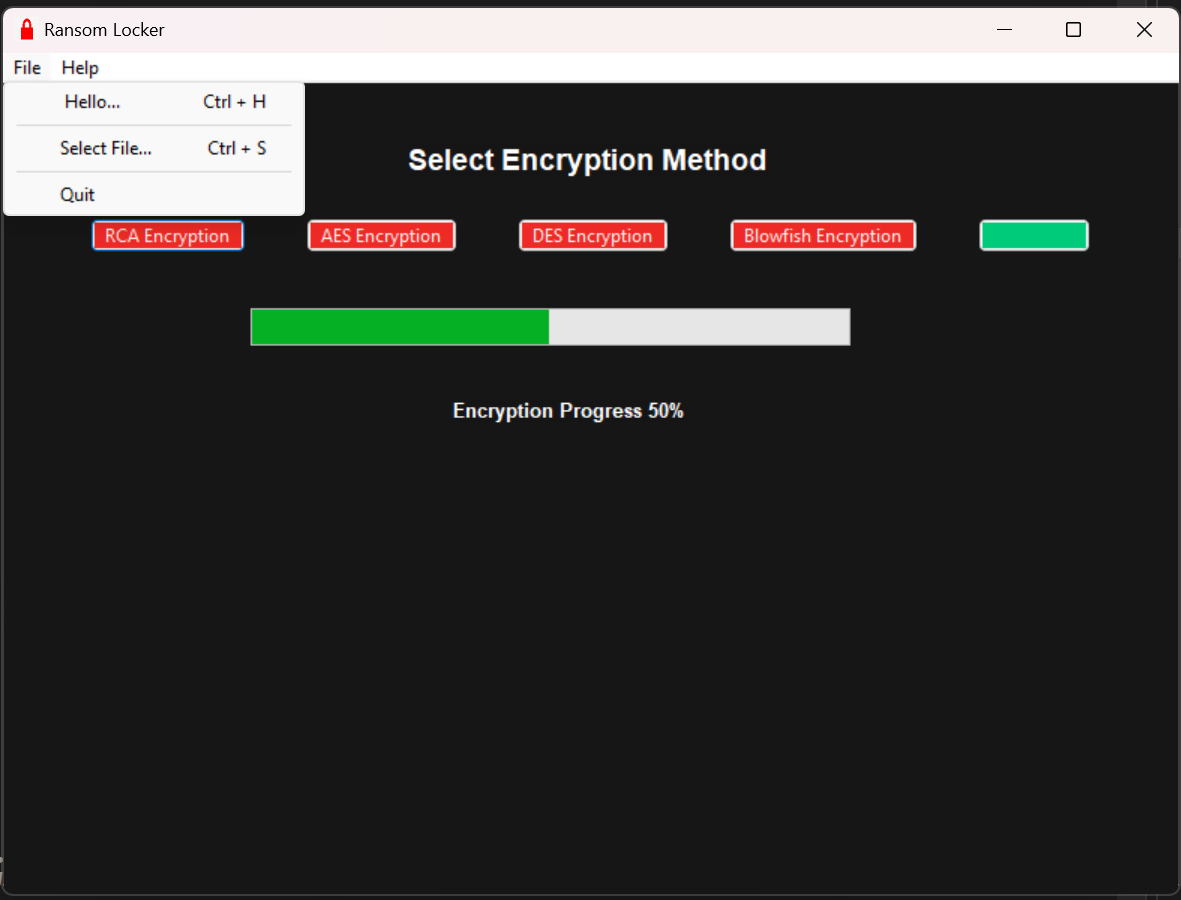 Ransom Locker
File Help
Hello... Ctrl + H
Select File... Ctrl + S
Quit
Select Encryption Method
RCA Encryption AES Encryption DES Encryption Blowfish Encryption
Encryption Progress 50%